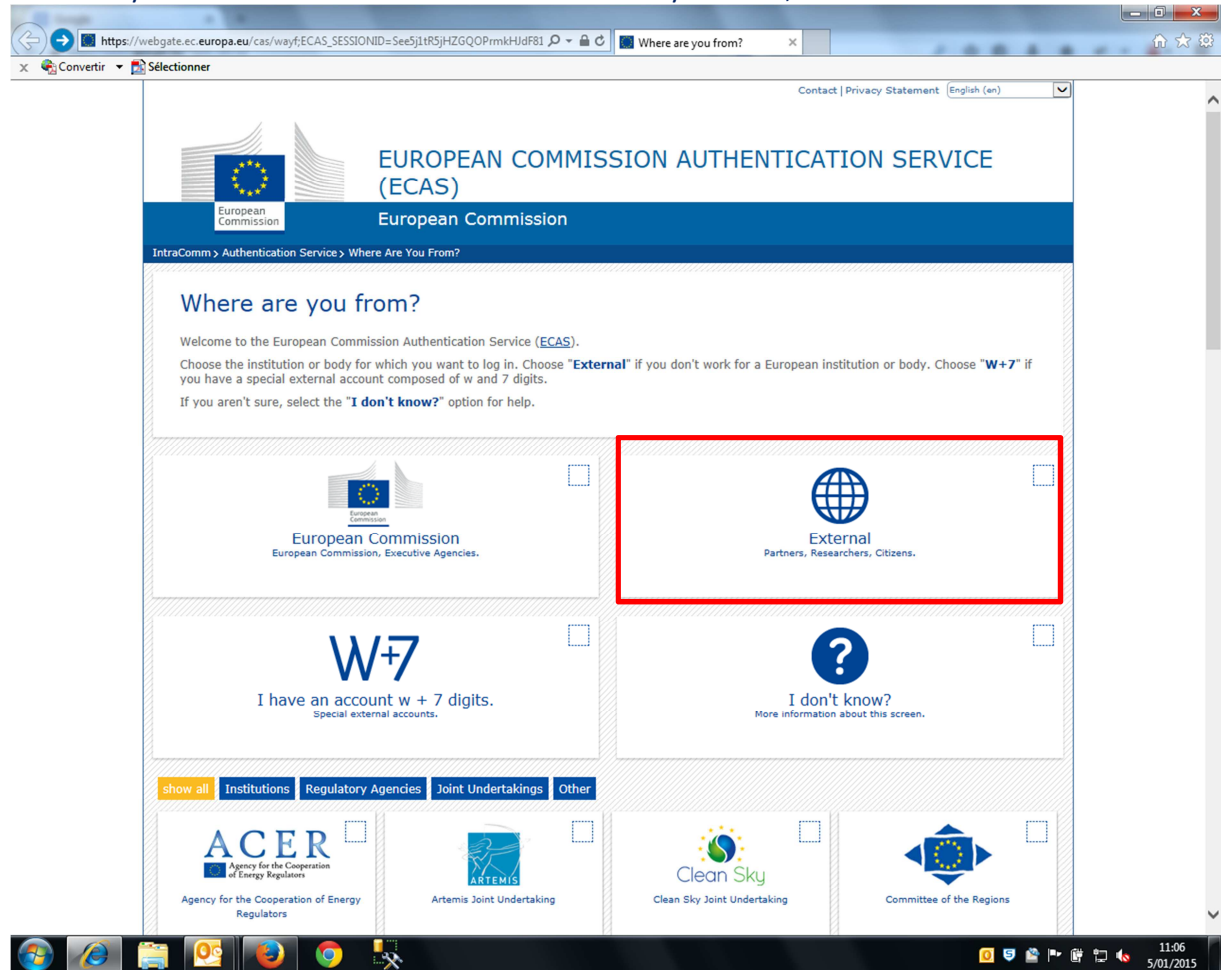 https://webgate.ec.europa.eu/cas/wayf;ECAS_SESSIONID=See5j1tR5jHZGQOPrmkHJdF81
Where are you from?
x Convertir Sélectionner
Contact | Privacy Statement English (en)
EUROPEAN COMMISSION AUTHENTICATION SERVICE
(ECAS)
European
Commission
European Commission
IntraComm > Authentication Service > Where Are You From?
Where are you from?
Welcome to the European Commission Authentication Service (ECAS).
Choose the institution or body for which you want to log in. Choose "External" if you don't work for a European institution or body. Choose "W+7" if
you have a special external account composed of w and 7 digits.
If you aren't sure, select the "I don't know?" option for help.
European
Commission
European Commission
European Commission, Executive Agencies.
External
Partners, Researchers, Citizens.
W+7
I have an account w + 7 digits.
Special external accounts.
?
I don't know?
More information about this screen.
show all Institutions Regulatory Agencies Joint Undertakings Other
ACER
Agency for the Cooperation
of Energy Regulators
Agency for the Cooperation of Energy
Regulators
ARTEMIS
Artemis Joint Undertaking
Clean Sky
Clean Sky Joint Undertaking
Committee of the Regions
11:06
5/01/2015